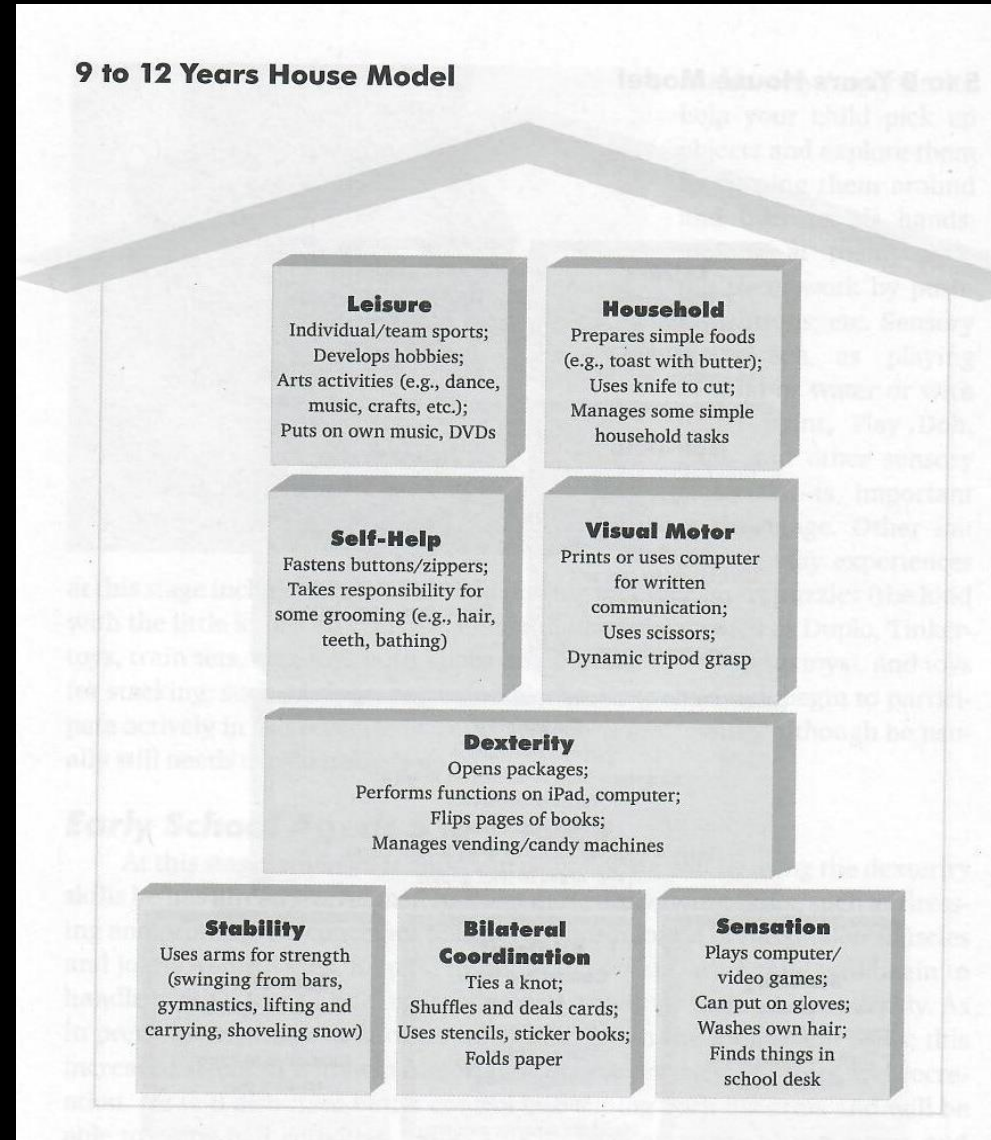 9 to 12 Years House Model
Leisure
Individual/team sports;
Develops hobbies;
Arts activities (e.g., dance,
music, crafts, etc.);
Puts on own music, DVDs
Household
Prepares simple foods
(e.g., toast with butter);
Uses knife to cut;
Manages some simple
household tasks
Self-Help
Fastens buttons/zippers;
Takes responsibility for
some grooming (e.g., hair,
teeth, bathing)
Visual Motor
Prints or uses computer
for written
communication;
Uses scissors;
Dynamic tripod grasp
Dexterity
Opens packages;
Performs functions on iPad, computer;
Flips pages of books;
Manages vending/candy machines
Stability
Uses arms for strength
(swinging from bars,
gymnastics, lifting and
carrying, shoveling snow)
Bilateral
Coordination
Ties a knot;
Shuffles and deals cards;
Uses stencils, sticker books;
Folds paper
Sensation
Plays computer/
video games;
Can put on gloves;
Washes own hair;
Finds things in
school desk